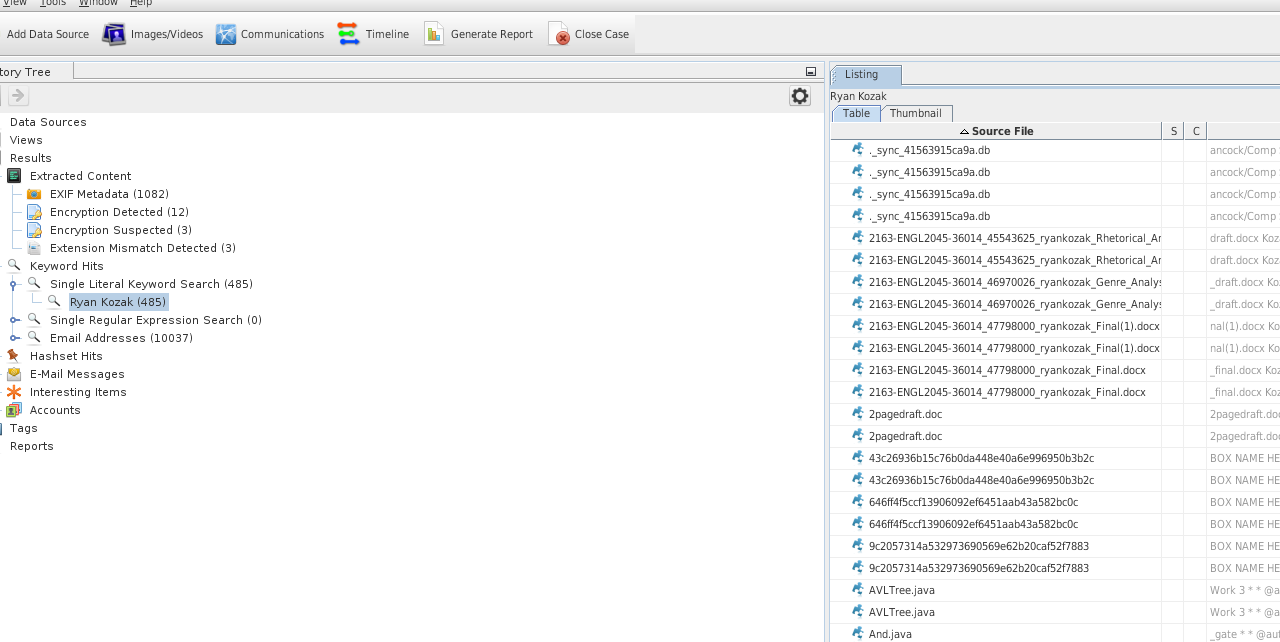 View Tools Window Help
Add Data Source Images/Videos Communications Timeline Generate Report Close Case
tory Tree
Data Sources
Views
Results
Extracted Content
EXIF Metadata (1082)
Encryption Detected (12)
Encryption Suspected (3)
Extension Mismatch Detected (3)
Keyword Hits
Single Literal Keyword Search (485)
Ryan Kozak (485)
Single Regular Expression Search (0)
Email Addresses (10037)
Hashset Hits
E-Mail Messages
Interesting Items
Accounts
Tags
Reports
Listing
Ryan Kozak
Table Thumbnail
Source File S C
._sync_41563915ca9a.db ancock/Comp
._sync_41563915ca9a.db ancock/Comp
._sync_41563915ca9a.db ancock/Comp
._sync_41563915ca9a.db ancock/Comp
2163-ENGL2045-36014_45543625_ryankozak_Rhetorical_Ar draft.docx Koz
2163-ENGL2045-36014_45543625_ryankozak_Rhetorical_Ar draft.docx Koz
2163-ENGL2045-36014_46970026_ryankozak_Genre_Analys _draft.docx Ko
2163-ENGL2045-36014_46970026_ryankozak_Genre_Analys _draft.docx Ko
2163-ENGL2045-36014_47798000_ryankozak_Final(1).docx nal(1).docx Ko
2163-ENGL2045-36014_47798000_ryankozak_Final(1).docx nal(1).docx Ko
2163-ENGL2045-36014_47798000_ryankozak_Final.docx _final.docx Koz
2163-ENGL2045-36014_47798000_ryankozak_Final.docx _final.docx Koz
2pagedraft.doc 2pagedraft.doc
2pagedraft.doc 2pagedraft.doc
43c26936b15c76b0da448e40a6e996950b3b2c BOX NAME HE
43c26936b15c76b0da448e40a6e996950b3b2c BOX NAME HE
646ff4f5ccf13906092ef6451aab43a582bc0c BOX NAME HE
646ff4f5ccf13906092ef6451aab43a582bc0c BOX NAME HE
9c2057314a532973690569e62b20caf52f7883 BOX NAME HE
9c2057314a532973690569e62b20caf52f7883 BOX NAME HE
AVLTree.java Work 3 * * @a
AVLTree.java Work 3 * * @a
And.java _gate * * @aut